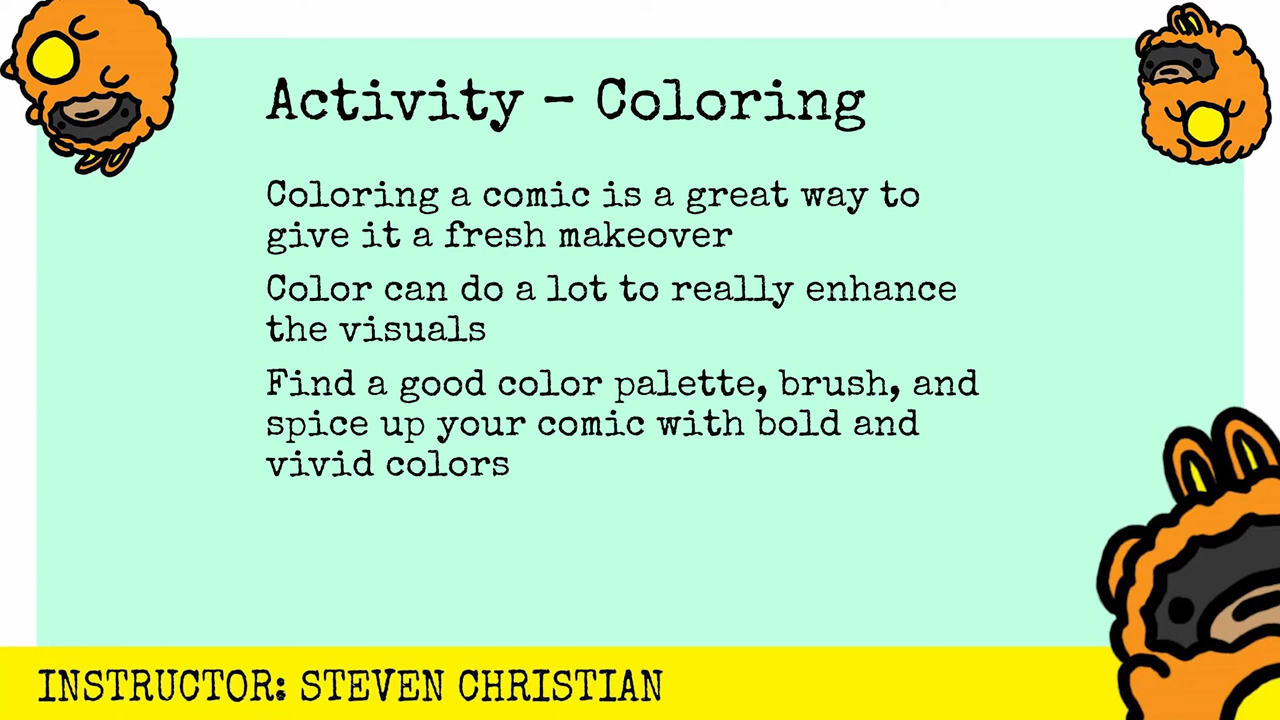 Activity - Coloring
Coloring a comic is a great way to
give it a fresh makeover
Color can do a lot to really enhance
the visuals
Find a good color palette, brush, and
spice up your comic with bold and
vivid colors
INSTRUCTOR: STEVEN CHRISTIAN